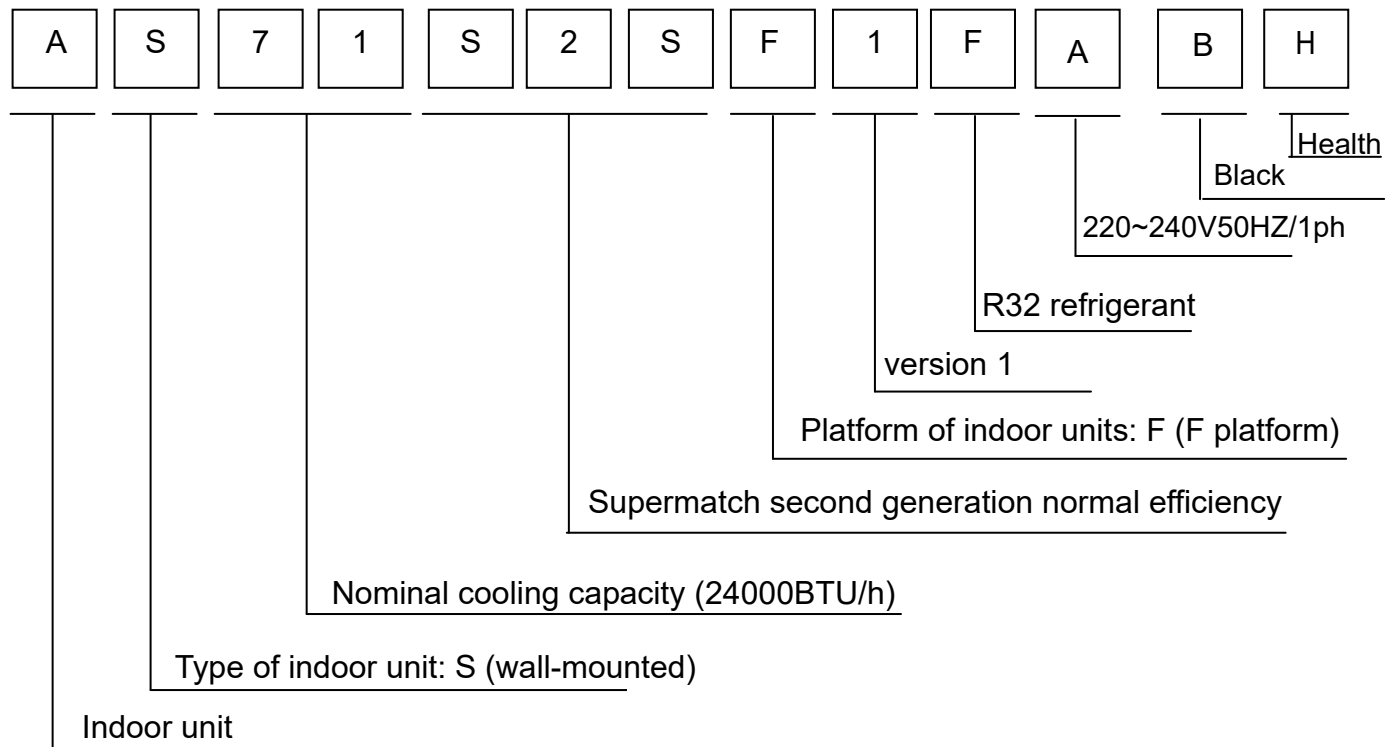 A S 7 1 S 2 S F 1 F A B H
Health
Black
220~240V50HZ/1ph
R32 refrigerant
version 1
Platform of indoor units: F (F platform)
Supermatch second generation normal efficiency
Nominal cooling capacity (24000BTU/h)
Type of indoor unit: S (wall-mounted)
Indoor unit